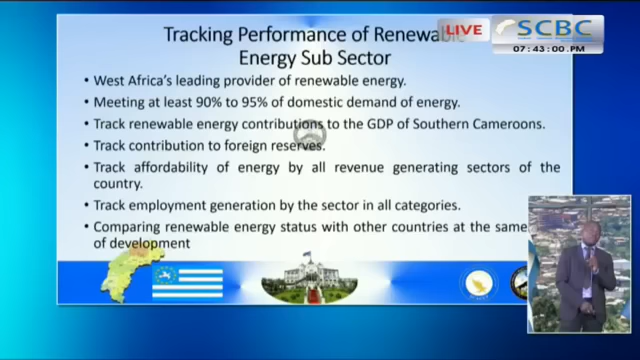 LIVE
SCBC
07:43:00 PM
Tracking Performance of Renewable
Energy Sub Sector
• West Africa's leading provider of renewable energy.
• Meeting at least 90% to 95% of domestic demand of energy.
• Track renewable energy contributions to the GDP of Southern Cameroons.
• Track contribution to foreign reserves.
• Track affordability of energy by all revenue generating sectors of the
country.
• Track employment generation by the sector in all categories.
• Comparing renewable energy status with other countries at the same
of development